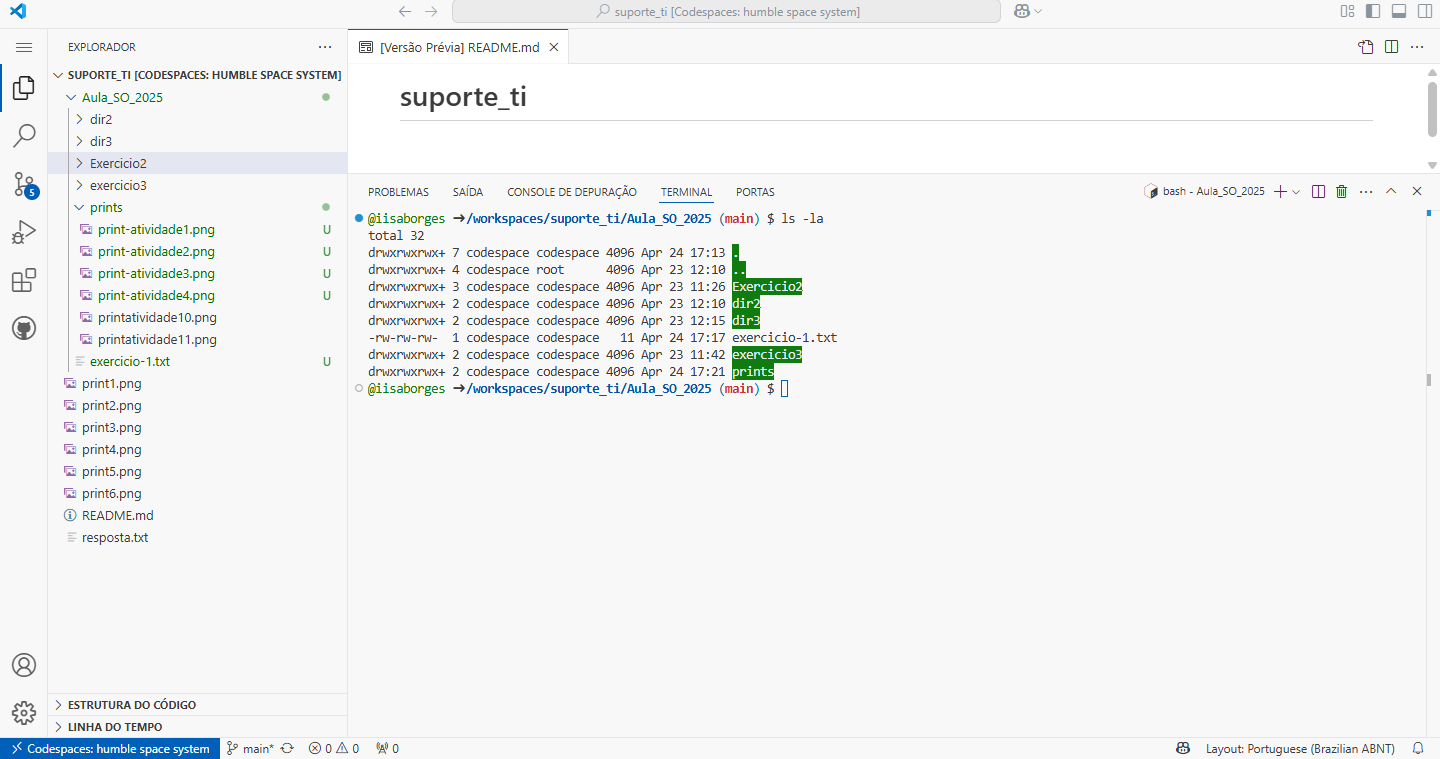 suporte_ti [Codespaces: humble space system]
EXPLORADOR
[Versão Prévia] README.md
SUPORTE_TI [CODESPACES: HUMBLE SPACE SYSTEM]
Aula_SO_2025
dir2
dir3
Exercicio2
exercicio3
prints
print-atividade1.png U
print-atividade2.png U
print-atividade3.png U
print-atividade4.png U
printatividade10.png
printatividade11.png
exercicio-1.txt U
print1.png
print2.png
print3.png
print4.png
print5.png
print6.png
README.md
resposta.txt
ESTRUTURA DO CÓDIGO
LINHA DO TEMPO
5
suporte_ti
PROBLEMAS SAÍDA CONSOLE DE DEPURAÇÃO TERMINAL PORTAS
bash - Aula_SO_2025
@iisaborges ➜/workspaces/suporte_ti/Aula_SO_2025 (main) $ ls -la
total 32
drwxrwxrwx+ 7 codespace codespace 4096 Apr 24 17:13 .
drwxrwxrwx+ 4 codespace root 4096 Apr 23 12:10 ..
drwxrwxrwx+ 3 codespace codespace 4096 Apr 23 11:26 Exercicio2
drwxrwxrwx+ 2 codespace codespace 4096 Apr 23 12:10 dir2
drwxrwxrwx+ 2 codespace codespace 4096 Apr 23 12:15 dir3
-rw-rw-rw- 1 codespace codespace 11 Apr 24 17:17 exercicio-1.txt
drwxrwxrwx+ 2 codespace codespace 4096 Apr 23 11:42 exercicio3
drwxrwxrwx+ 2 codespace codespace 4096 Apr 24 17:21 prints
@iisaborges ➜/workspaces/suporte_ti/Aula_SO_2025 (main) $
Codespaces: humble space system main* 0 0 0
Layout: Portuguese (Brazilian ABNT)